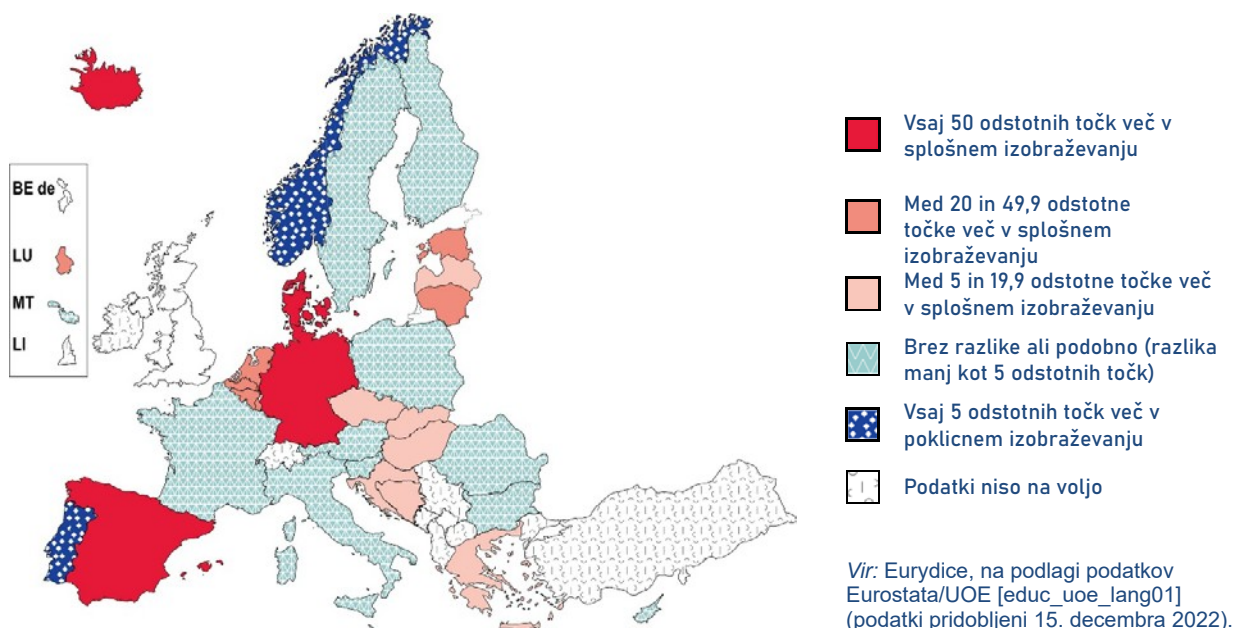 BE de
LU
MT
LI
Vsaj 50 odstotnih točk več v
splošnem izobraževanju
Med 20 in 49,9 odstotne
točke več v splošnem
izobraževanju
Med 5 in 19,9 odstotne točke več
v splošnem izobraževanju
Brez razlike ali podobno (razlika
manj kot 5 odstotnih točk)
Vsaj 5 odstotnih točk več v
poklicnem izobraževanju
Podatki niso na voljo
Vir: Eurydice, na podlagi podatkov
Eurostata/UOE [educ_uoe_lang01]
(podatki pridobljeni 15. decembra 2022).